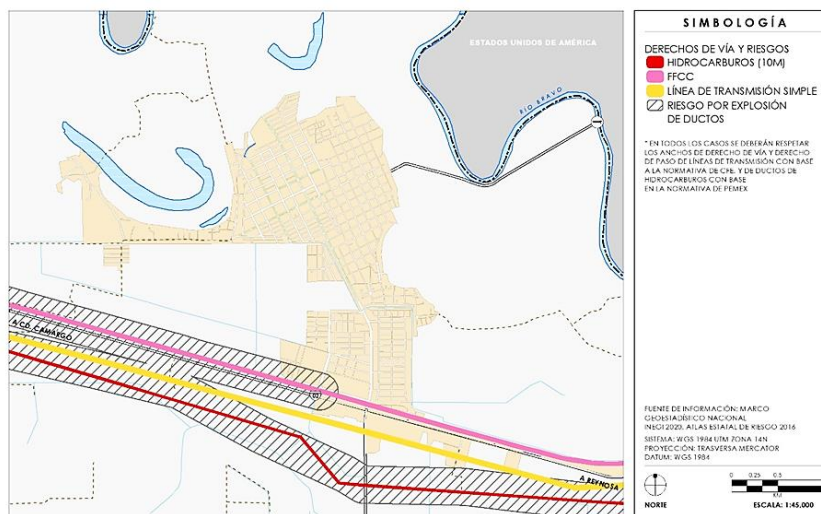 ESTADOS UNIDOS DE AMÉRICA
RIO BRAVO
A CD. CAMARGO
A REYNOSA
SIMBOLOGÍA
DERECHOS DE VÍA Y RIESGOS
HIDROCARBUROS (10M)
FFCC
LÍNEA DE TRANSMISIÓN SIMPLE
RIESGO POR EXPLOSIÓN
DE DUCTOS
* EN TODOS LOS CASOS SE DEBERÁN RESPETAR
LOS ANCHOS DE DERECHO DE VÍA Y DERECHO
DE PASO DE LÍNEAS DE TRANSMISIÓN CON BASE
A LA NORMATIVA DE CFE, Y DE DUCTOS DE
HIDROCARBUROS CON BASE
EN LA NORMATIVA DE PEMEX
FUENTE DE INFORMACIÓN: MARCO
GEOESTADÍSTICO NACIONAL
INEGI 2020, ATLAS ESTATAL DE RIESGO 2016
SISTEMA: WGS 1984 UTM ZONA 14N
PROYECCIÓN: TRASVERSA MERCATOR
DATUM: WGS 1984
0 0.25 0.5
KM
NORTE
ESCALA: 1:45,000